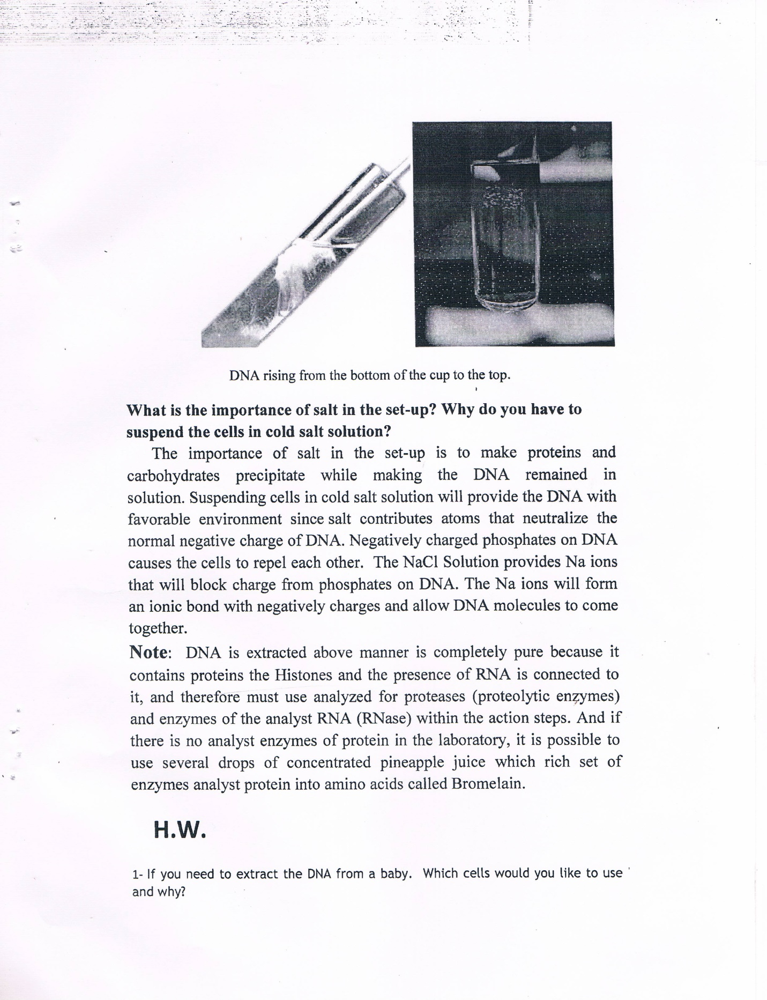 DNA rising from the bottom of the cup to the top.
What is the importance of salt in the set-up? Why do you have to
suspend the cells in cold salt solution?
The importance of salt in the set-up is to make proteins and
carbohydrates precipitate while making the DNA remained in
solution. Suspending cells in cold salt solution will provide the DNA with
favorable environment since salt contributes atoms that neutralize the
normal negative charge of DNA. Negatively charged phosphates on DNA
causes the cells to repel each other. The NaCl Solution provides Na ions
that will block charge from phosphates on DNA. The Na ions will form
an ionic bond with negatively charges and allow DNA molecules to come
together.
Note: DNA is extracted above manner is completely pure because it
contains proteins the Histones and the presence of RNA is connected to
it, and therefore must use analyzed for proteases (proteolytic enzymes)
and enzymes of the analyst RNA (RNase) within the action steps. And if
there is no analyst enzymes of protein in the laboratory, it is possible to
use several drops of concentrated pineapple juice which rich set of
enzymes analyst protein into amino acids called Bromelain.
H.W.
1- If you need to extract the DNA from a baby. Which cells would you like to use
and why?